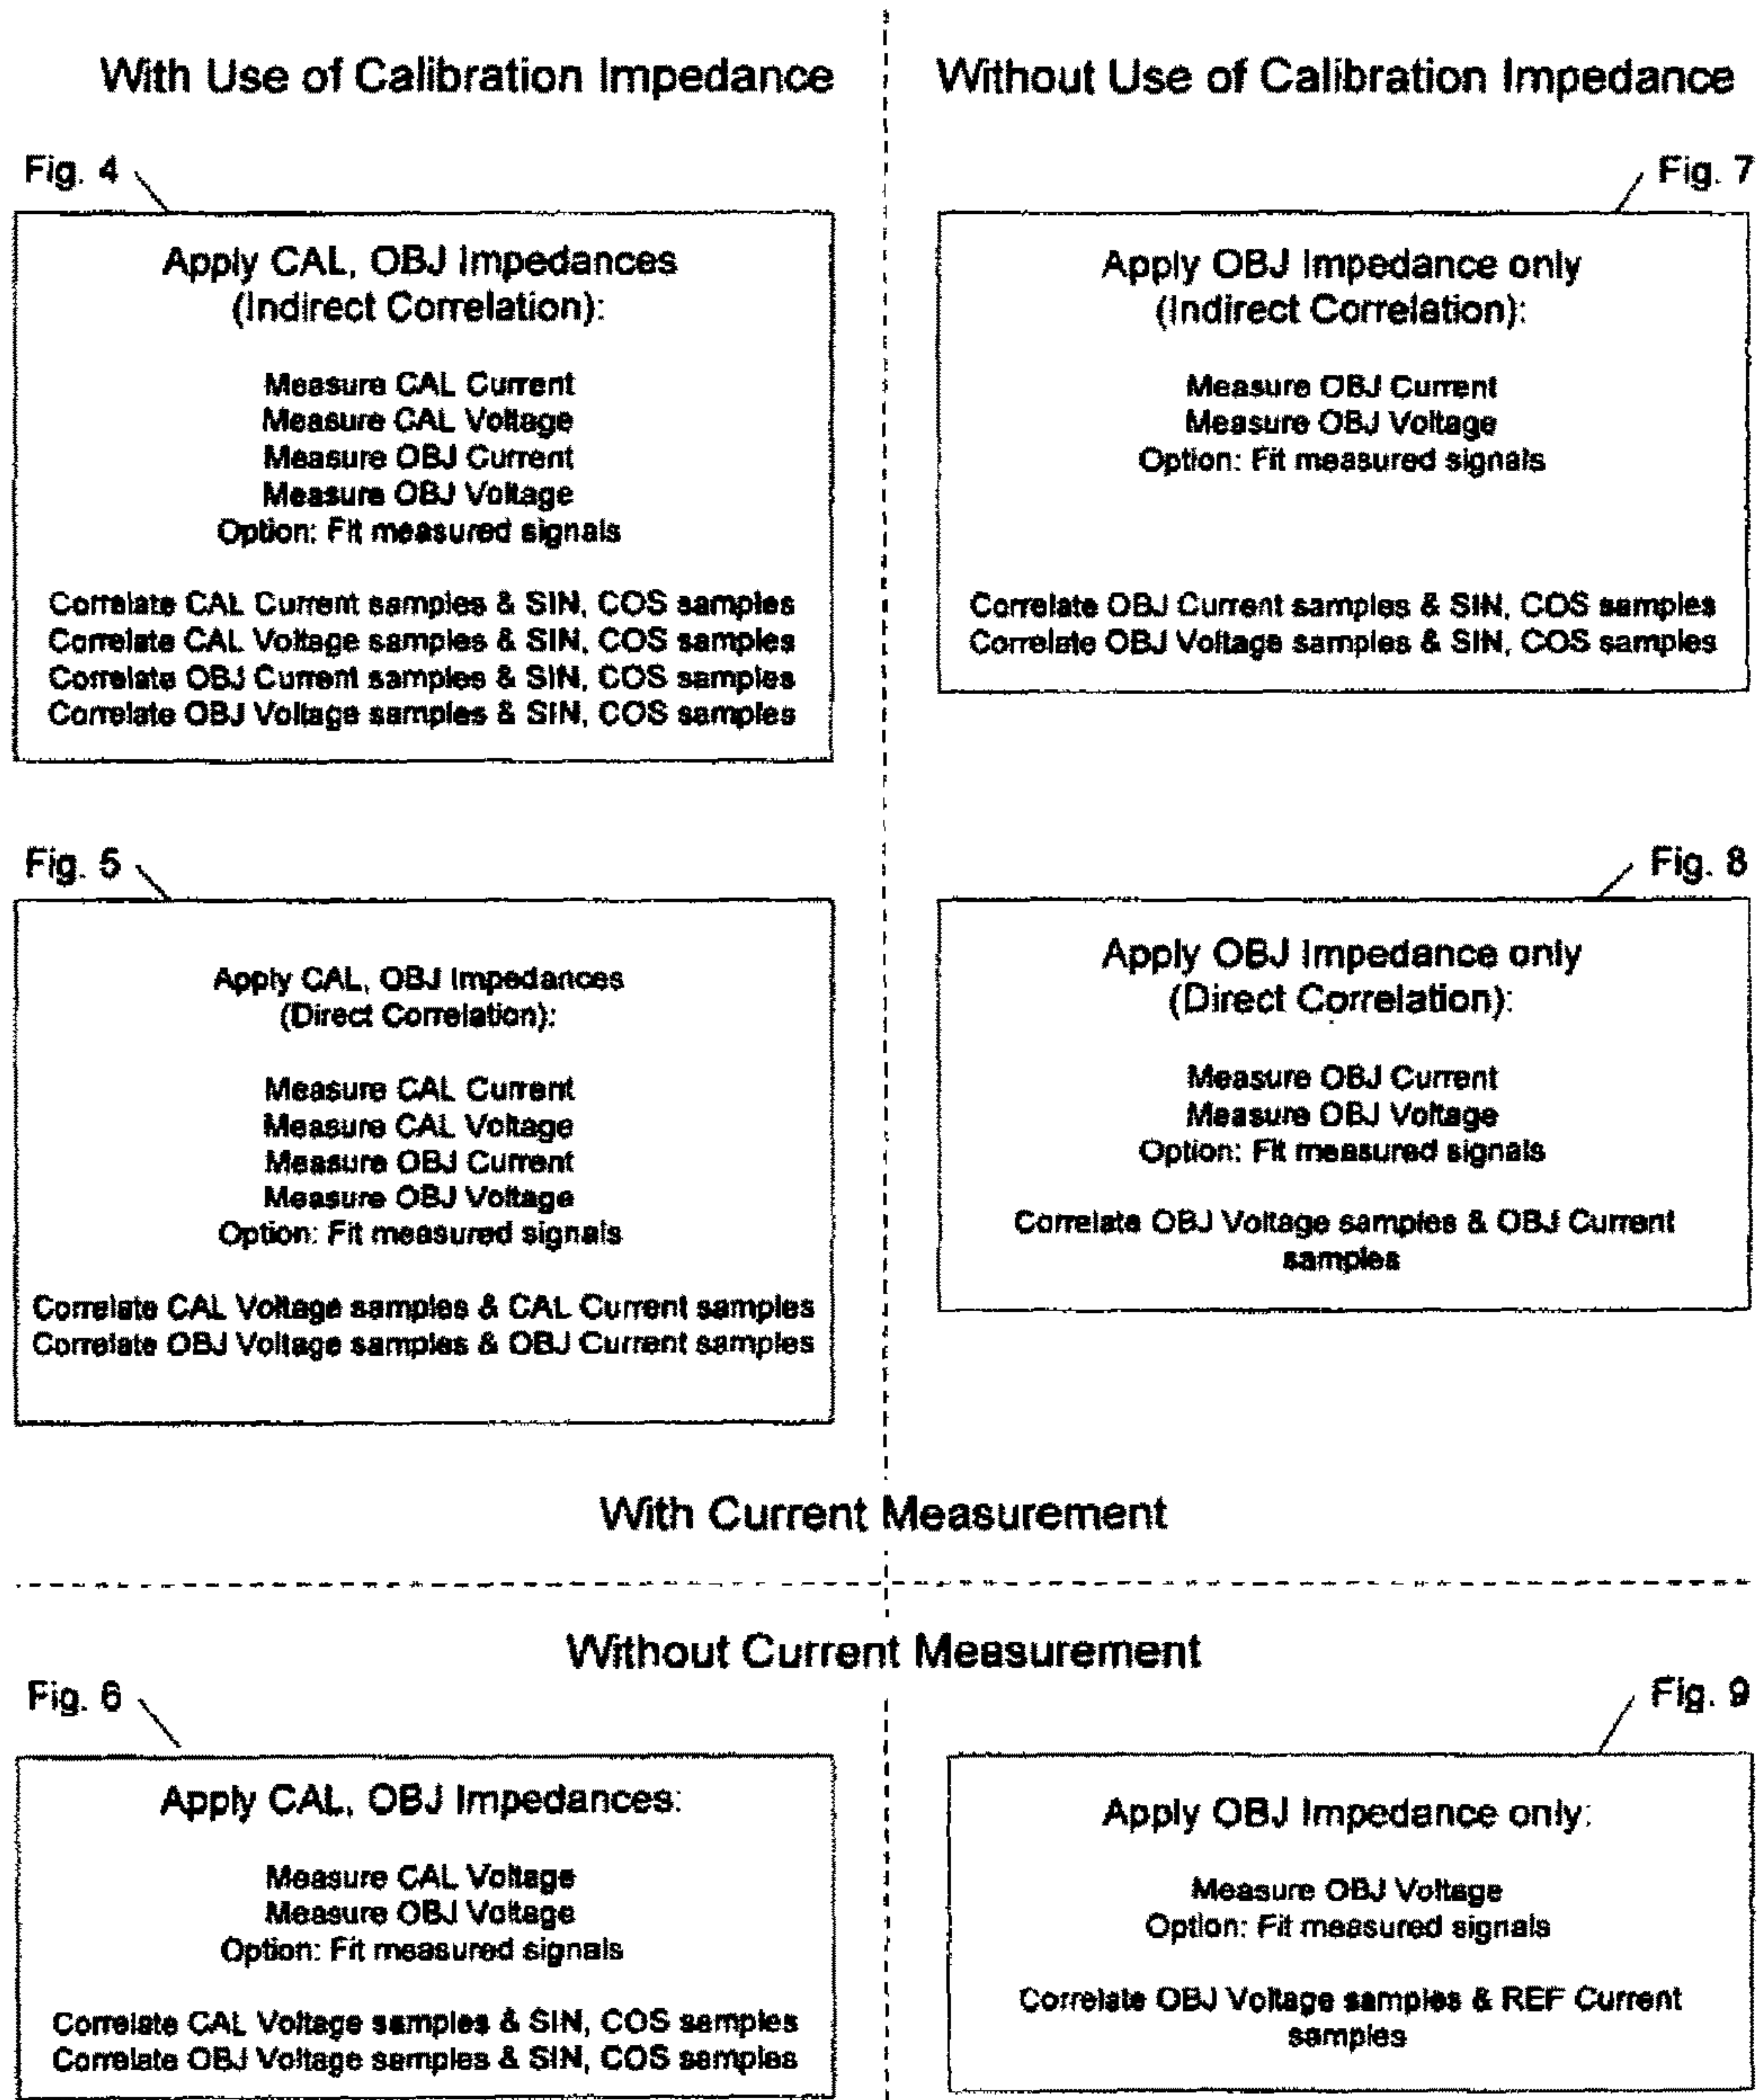 With Use of Calibration Impedance
Without Use of Calibration Impedance
Fig. 4
Apply CAL, OBJ Impedances
(Indirect Correlation):
Measure CAL Current
Measure CAL Voltage
Measure OBJ Current
Measure OBJ Voltage
Option: Fit measured signals
Correlate CAL Current samples & SIN, COS samples
Correlate CAL Voltage samples & SIN, COS samples
Correlate OBJ Current samples & SIN, COS samples
Correlate OBJ Voltage samples & SIN, COS samples
Fig. 7
Apply OBJ Impedance only
(Indirect Correlation):
Measure OBJ Current
Measure OBJ Voltage
Option: Fit measured signals
Correlate OBJ Current samples & SIN, COS samples
Correlate OBJ Voltage samples & SIN, COS samples
Fig. 5
Apply CAL, OBJ Impedances
(Direct Correlation):
Measure CAL Current
Measure CAL Voltage
Measure OBJ Current
Measure OBJ Voltage
Option: Fit measured signals
Correlate CAL Voltage samples & CAL Current samples
Correlate OBJ Voltage samples & OBJ Current samples
Fig. 8
Apply OBJ Impedance only
(Direct Correlation):
Measure OBJ Current
Measure OBJ Voltage
Option: Fit measured signals
Correlate OBJ Voltage samples & OBJ Current
samples
With Current Measurement
Without Current Measurement
Fig. 6
Apply CAL, OBJ Impedances:
Measure CAL Voltage
Measure OBJ Voltage
Option: Fit measured signals
Correlate CAL Voltage samples & SIN, COS samples
Correlate OBJ Voltage samples & SIN, COS samples
Fig. 9
Apply OBJ Impedance only:
Measure OBJ Voltage
Option: Fit measured signals
Correlate OBJ Voltage samples & REF Current
samples